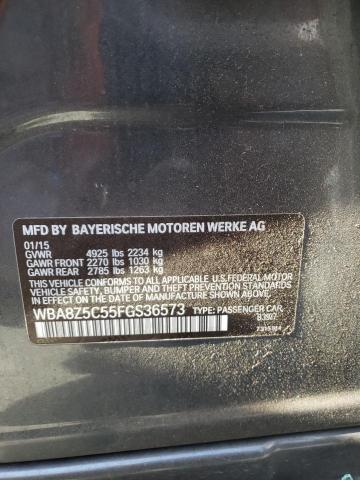 MFD BY BAYERISCHE MOTOREN WERKE AG
01/15
GVWR 4925 lbs 2234 kg
GAWR FRONT 2270 lbs 1030 kg
GAWR REAR 2785 lbs 1263 kg
THIS VEHICLE CONFORMS TO ALL APPLICABLE U.S. FEDERAL MOTOR
VEHICLE SAFETY, BUMPER AND THEFT PREVENTION STANDARDS
IN EFFECT ON THE DATE OF MANUFACTURE SHOWN ABOVE.
WBA8Z5C55FGS36573 TYPE: PASSENGER CAR